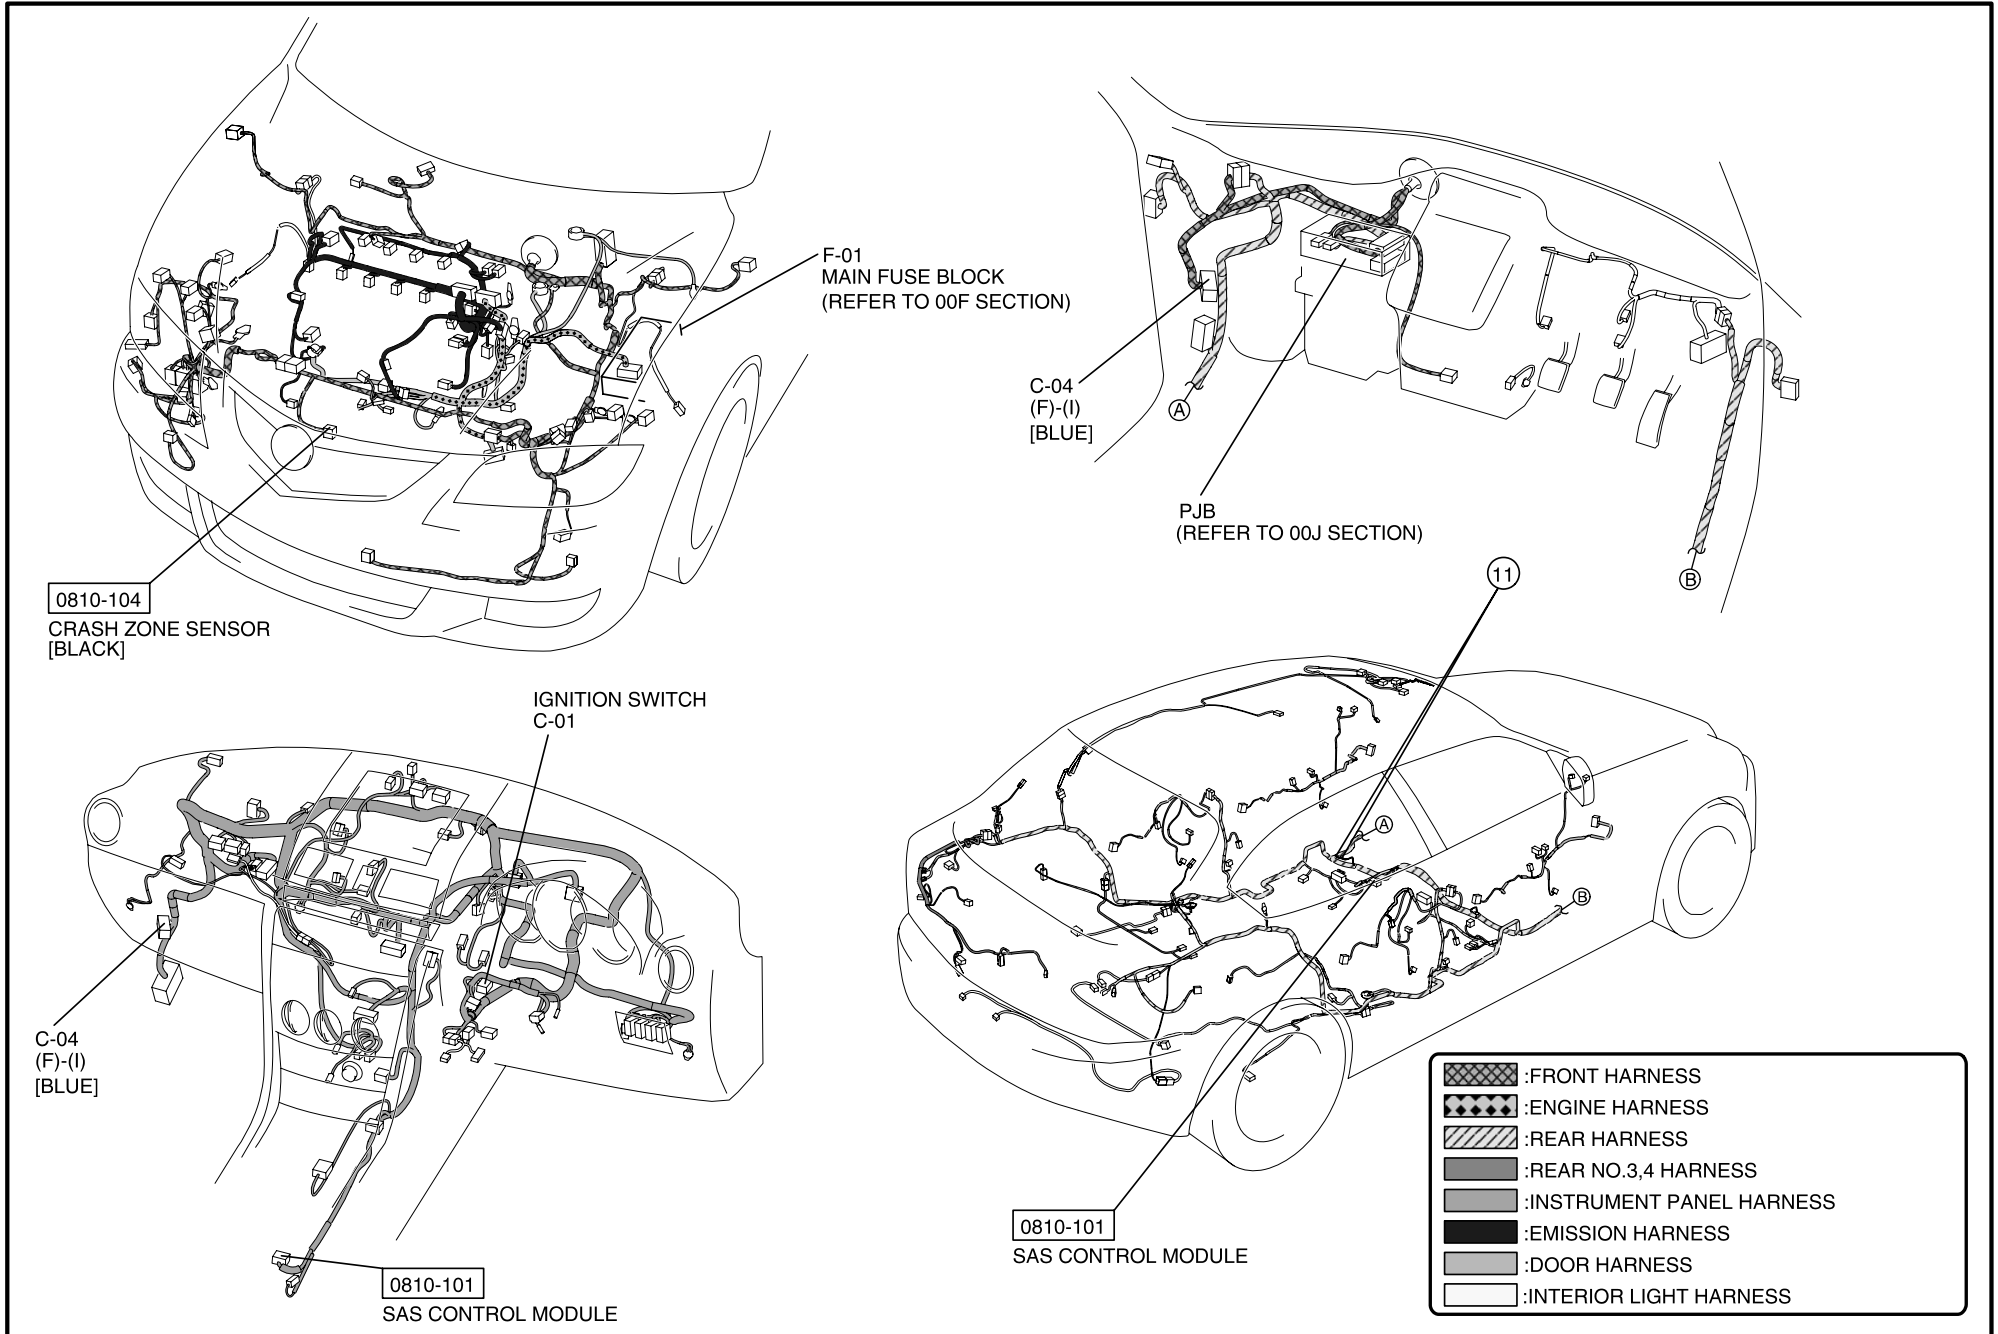 F-01
MAIN FUSE BLOCK
(REFER TO 00F SECTION)
0810-104
CRASH ZONE SENSOR
[BLACK]
C-04
(F)-(I)
[BLUE]
A
PJB
(REFER TO 00J SECTION)
B
IGNITION SWITCH
C-01
C-04
(F)-(I)
[BLUE]
0810-101
SAS CONTROL MODULE
11
A
B
0810-101
SAS CONTROL MODULE
:FRONT HARNESS
:ENGINE HARNESS
:REAR HARNESS
:REAR NO.3,4 HARNESS
:INSTRUMENT PANEL HARNESS
:EMISSION HARNESS
:DOOR HARNESS
:INTERIOR LIGHT HARNESS